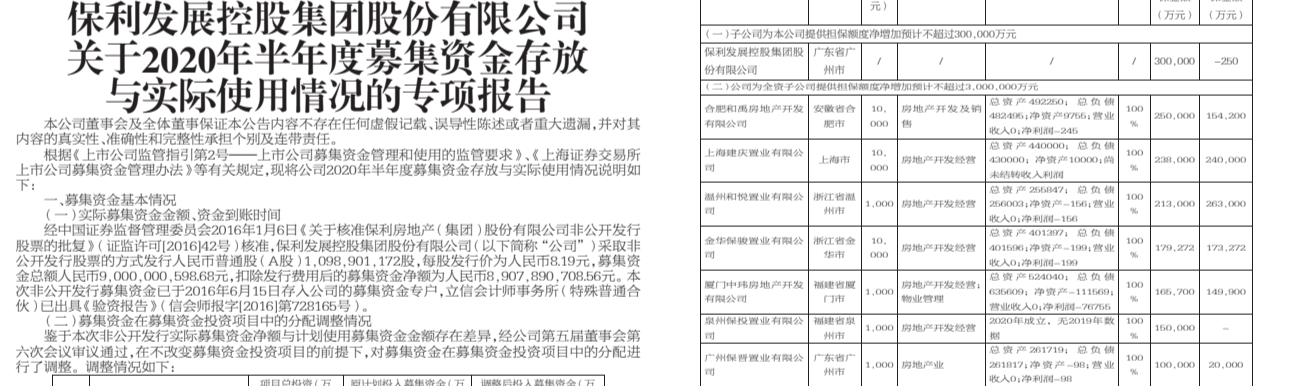 保利发展控股集团股份有限公司
关于2020年半年度募集资金存放
与实际使用情况的专项报告
本公司董事会及全体董事保证本公告内容不存在任何虚假记载、误导性陈述或者重大遗漏,并对其
内容的真实性、准确性和完整性承担个别及连带责任。
根据《上市公司监管指引第2号——上市公司募集资金管理和使用的监管要求》、《上海证券交易所
上市公司募集资金管理办法》等有关规定,现将公司2020年半年度募集资金存放与实际使用情况说明如
下:
一、募集资金基本情况
(一)实际募集资金金额、资金到账时间
经中国证券监督管理委员会2016年1月6日《关于核准保利房地产(集团)股份有限公司非公开发行
股票的批复》(证监许可[2016]42号)核准,保利发展控股集团股份有限公司(以下简称“公司”)采取非
公开发行股票的方式发行人民币普通股(A股)1,098,901,172股,每股发行价为人民币8.19元,募集资
金总额人民币9,000,000,598.68元,扣除发行费用后的募集资金净额为人民币8,907,890,708.56元。本
次非公开发行募集资金已于2016年6月15日存入公司的募集资金专户,立信会计师事务所(特殊普通合
伙)已出具《验资报告》(信会师报字[2016]第728165号)。
(二)募集资金在募集资金投资项目中的分配调整情况
鉴于本次非公开发行实际募集资金净额与计划使用募集资金金额存在差异,经公司第五届董事会第
六次会议审议通过,在不改变募集资金投资项目的前提下,对募集资金在募集资金投资项目中的分配进
行了调整。调整情况如下:
项目总投资(万 原计划投入募集资金(万 调整后投入募集资金(万
元)
(万元) (万元)
(一)子公司为本公司提供担保额度净增加预计不超过300,000万元
保利发展控股集团股 广东省广 / / / / 300,000 -250
份有限公司 州市
(二)公司为全资子公司提供担保额度净增加预计不超过3,000,000万元
合肥和禹房地产开发 安徽省合 10, 房地产开发及销 总资产492250;总负债 100 250,000 154,200
有限公司 肥市 000 售 482495;净资产9755;营业 %
收入0;净利润-245
上海建庆置业有限公 上海市 10, 房地产开发经营 总资产440000;总负债 100 238,000 240,000
司 000 430000;净资产10000;尚 %
未结转收入利润
温州和悦置业有限公 浙江省温 1,000 房地产开发经营 总资产255847;总负债 100 213,000 263,000
司 州市 256003;净资产-156;营业 %
收入0;净利润-156
金华保骏置业有限公 浙江省金 10, 房地产开发经营 总资产401397;总负债 100 179,272 173,272
司 华市 000 401596;净资产-199;营业 %
收入0;净利润-199
厦门中玮房地产开发 福建省厦 1,000 房地产开发经营; 总资产524040;总负债 100 165,700 149,900
有限公司 门市 物业管理 635609;净资产-111569; %
营业收入0;净利润-76755
泉州保投置业有限公 福建省泉 1,000 房地产开发经营 2020年成立,无2019年数 100 150,000 -
司 州市 据 %
广州保晋置业有限公 广东省广 1,000 房地产业 总资产261719;总负债 100 100,000 20,000
司 州市 261817;净资产-98;营业 %
收入0;净利润-98